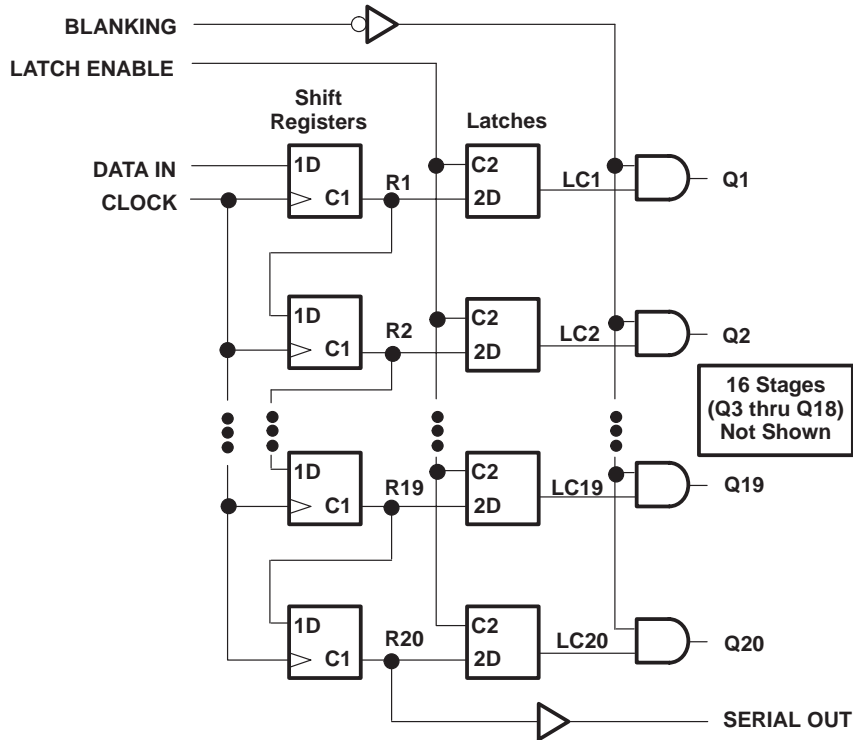 BLANKING
LATCH ENABLE
Shift
Registers
Latches
DATA IN
CLOCK
1D
C1
R1
C2
2D
LC1
Q1
1D
C1
R2
C2
2D
LC2
Q2
16 Stages
(Q3 thru Q18)
Not Shown
1D
C1
R19
C2
2D
LC19
Q19
1D
C1
R20
C2
2D
LC20
Q20
SERIAL OUT